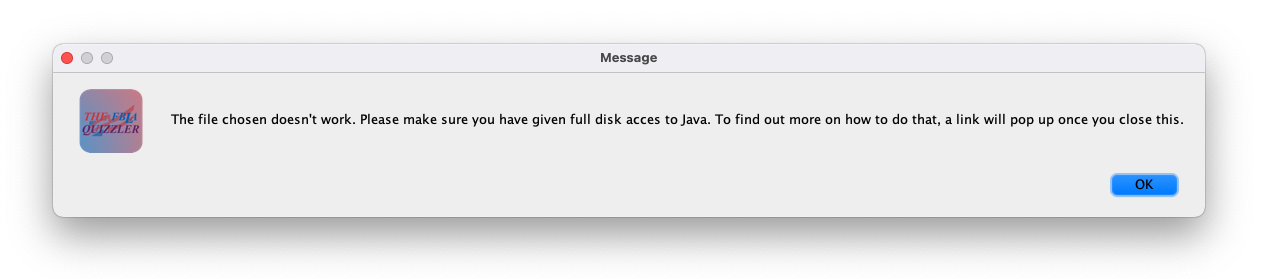 Message
THE FBLA
QUIZZLER
The file chosen doesn't work. Please make sure you have given full disk acces to Java. To find out more on how to do that, a link will pop up once you close this.
OK